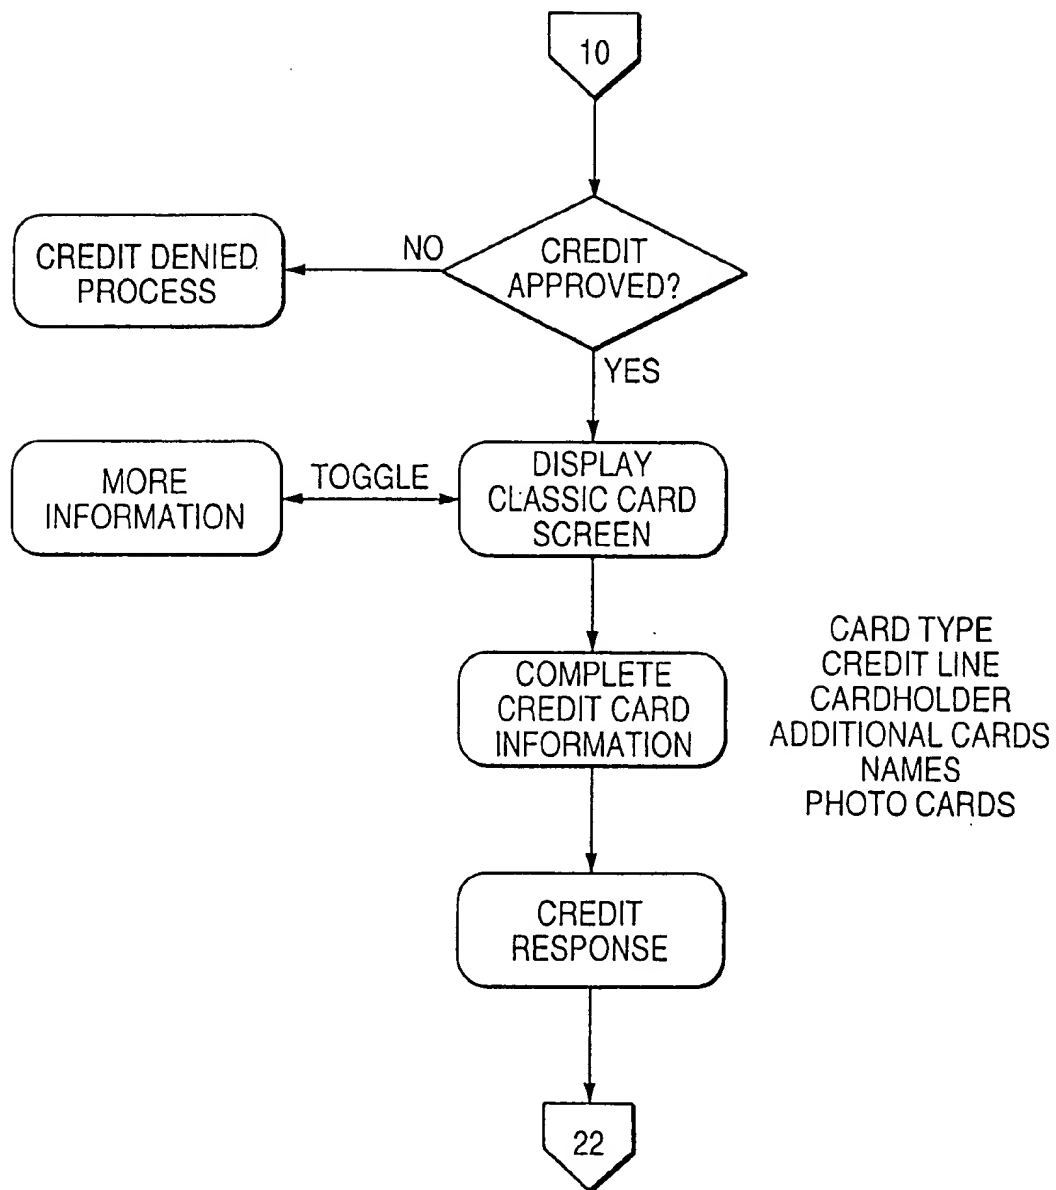 10
CREDIT
APPROVED?
NO
CREDIT DENIED
PROCESS
YES
MORE
INFORMATION
TOGGLE
DISPLAY
CLASSIC CARD
SCREEN
COMPLETE
CREDIT CARD
INFORMATION
CARD TYPE
CREDIT LINE
CARDHOLDER
ADDITIONAL CARDS
NAMES
PHOTO CARDS
CREDIT
RESPONSE
22